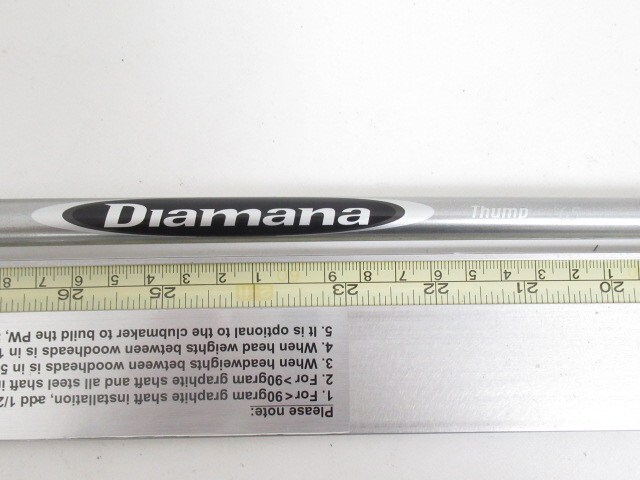 Diamana
Thump
8 7 6 5 4 3 2 1 9 8 7 6 5 4 3 2 1
26 25 23 22 21 20
Please note:
1. For<90gram graphite shaft installation, add 1/2
2. For>90gram graphite shaft and all steel shaft in
3. When headweights between woodheads is in 5
4. When head weights between woodheads is in 1
5. It is optional to the clubmaker to build the PW,